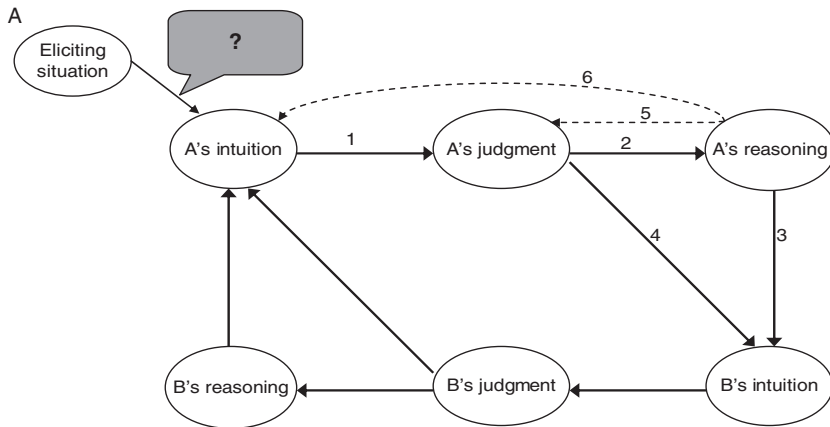 A
Eliciting
situation
?
6
5
A's intuition
1
A's judgment
2
A's reasoning
4
3
B's reasoning
B's judgment
B's intuition